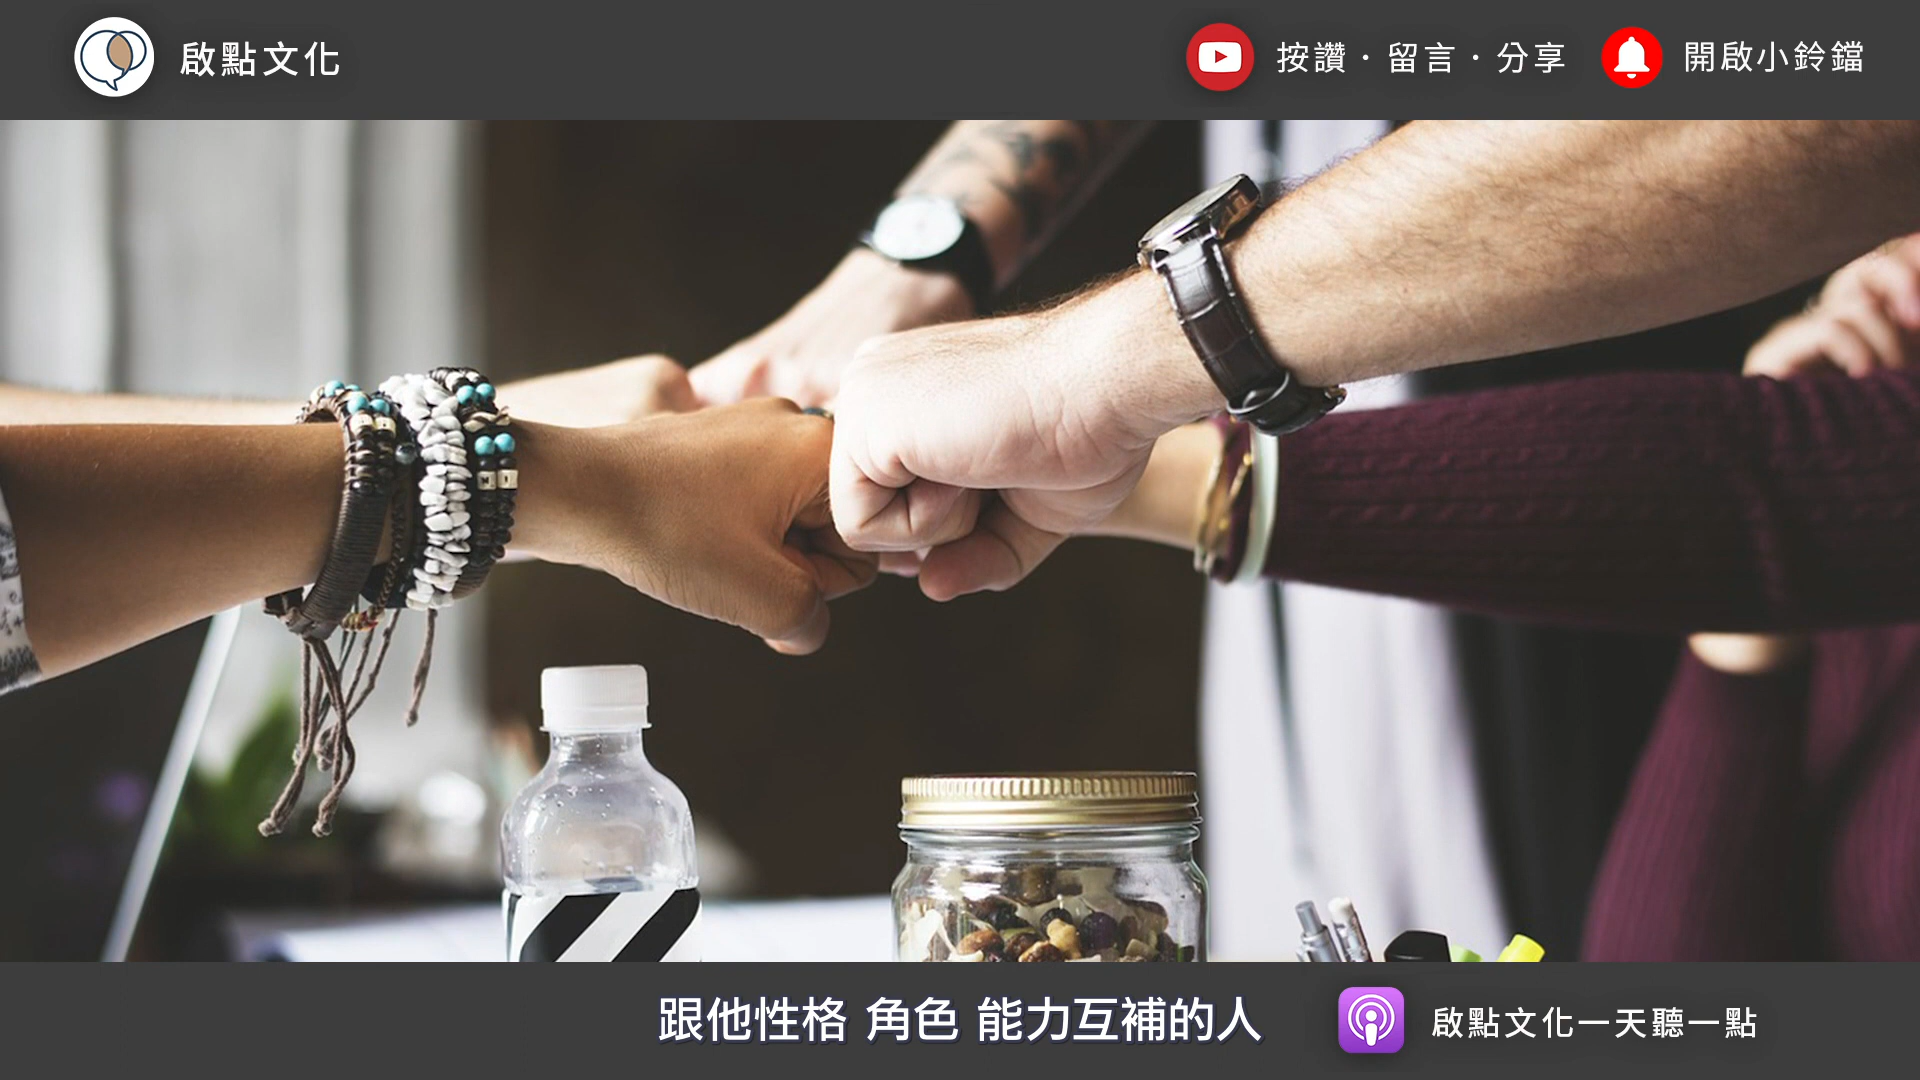 啟點文化
按讚・留言・分享
開啟小鈴鐺
跟他性格 角色 能力互補的人
啟點文化一天聽一點